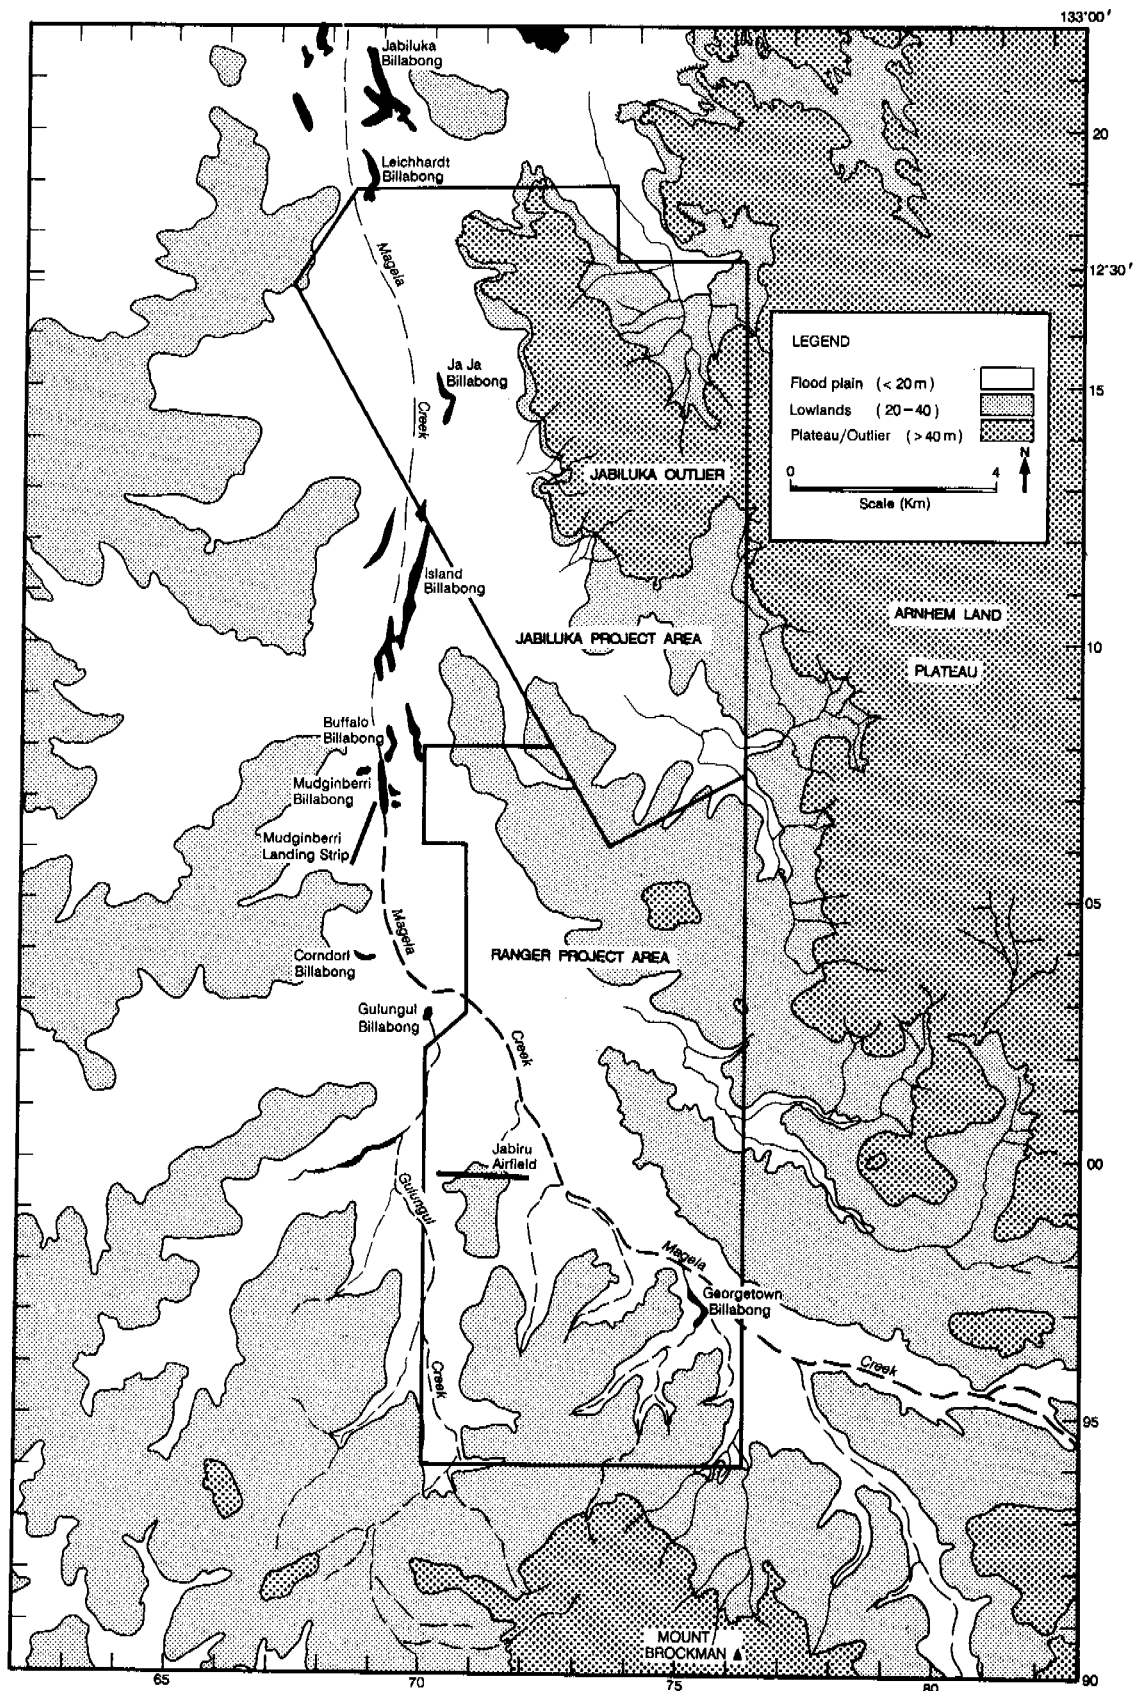 133°00'
Jabiluka
Billabong
20
Leichhardt
Billabong
Magela
12°30'
LEGEND
Flood plain (< 20 m)
Lowlands (20-40)
Plateau/Outlier (> 40 m)
N
0 4
Scale (Km)
Ja Ja
Billabong
15
Creek
JABILUKA OUTLIER
Island
Billabong
ARNHEM LAND
JABILUKA PROJECT AREA
10
PLATEAU
Buffalo
Billabong
Mudginberri
Billabong
Mudginberri
Landing Strip
05
Magela
RANGER PROJECT AREA
Corndorl
Billabong
Gulungul
Billabong
Creek
Jabiru
Airfield
00
Gulungul
Magela
Georgetown
Billabong
Creek
Creek
95
MOUNT
BROCKMAN
90
65 70 75 80